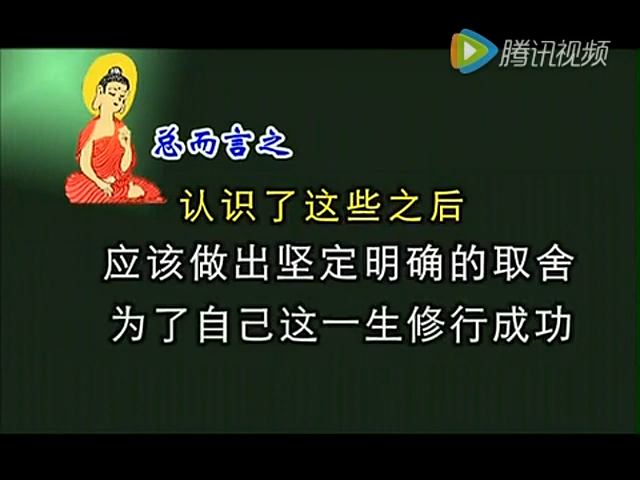 腾讯视频
总而言之
认识了这些之后
应该做出坚定明确的取舍
为了自己这一生修行成功